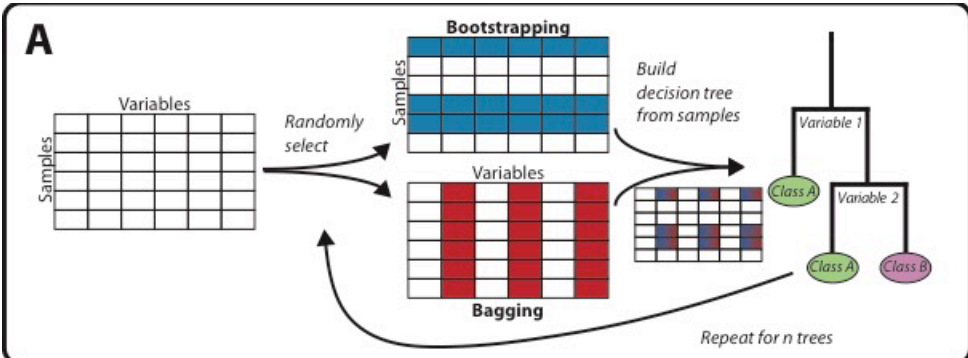 A
Variables
Samples
Randomly
select
Bootstrapping
Samples
Variables
Bagging
Build
decision tree
from samples
Variable 1
Class A
Variable 2
Class A
Class B
Repeat for n trees